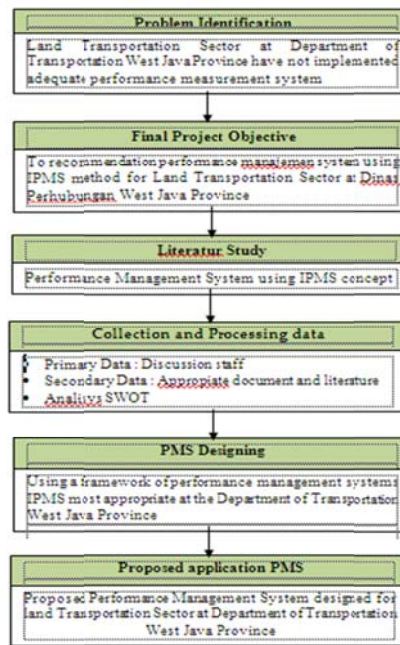 Problem Identification
Land Transportation Sector at Department of
Transportation West Java Province have not implemented
adequate performance measurement system
Final Project Objective
To recommendation performance manajemen system using
IPMS method for Land Transportation Sector at Dinas
Perhubungan West Java Province
Literatur Study
Performance Management System using IPMS concept
Collection and Processing data
Primary Data : Discussion staff
• Secondary Data : Appropiate document and literature
• Analisys SWOT
PMS Designing
Using a framework of performance management systems
IPMS most appropriate at the Department of Transportation
West Java Province
Proposed application PMS
Proposed Performance Management System designed for
land Transportation Sector at Department of Transportation
West Java Province